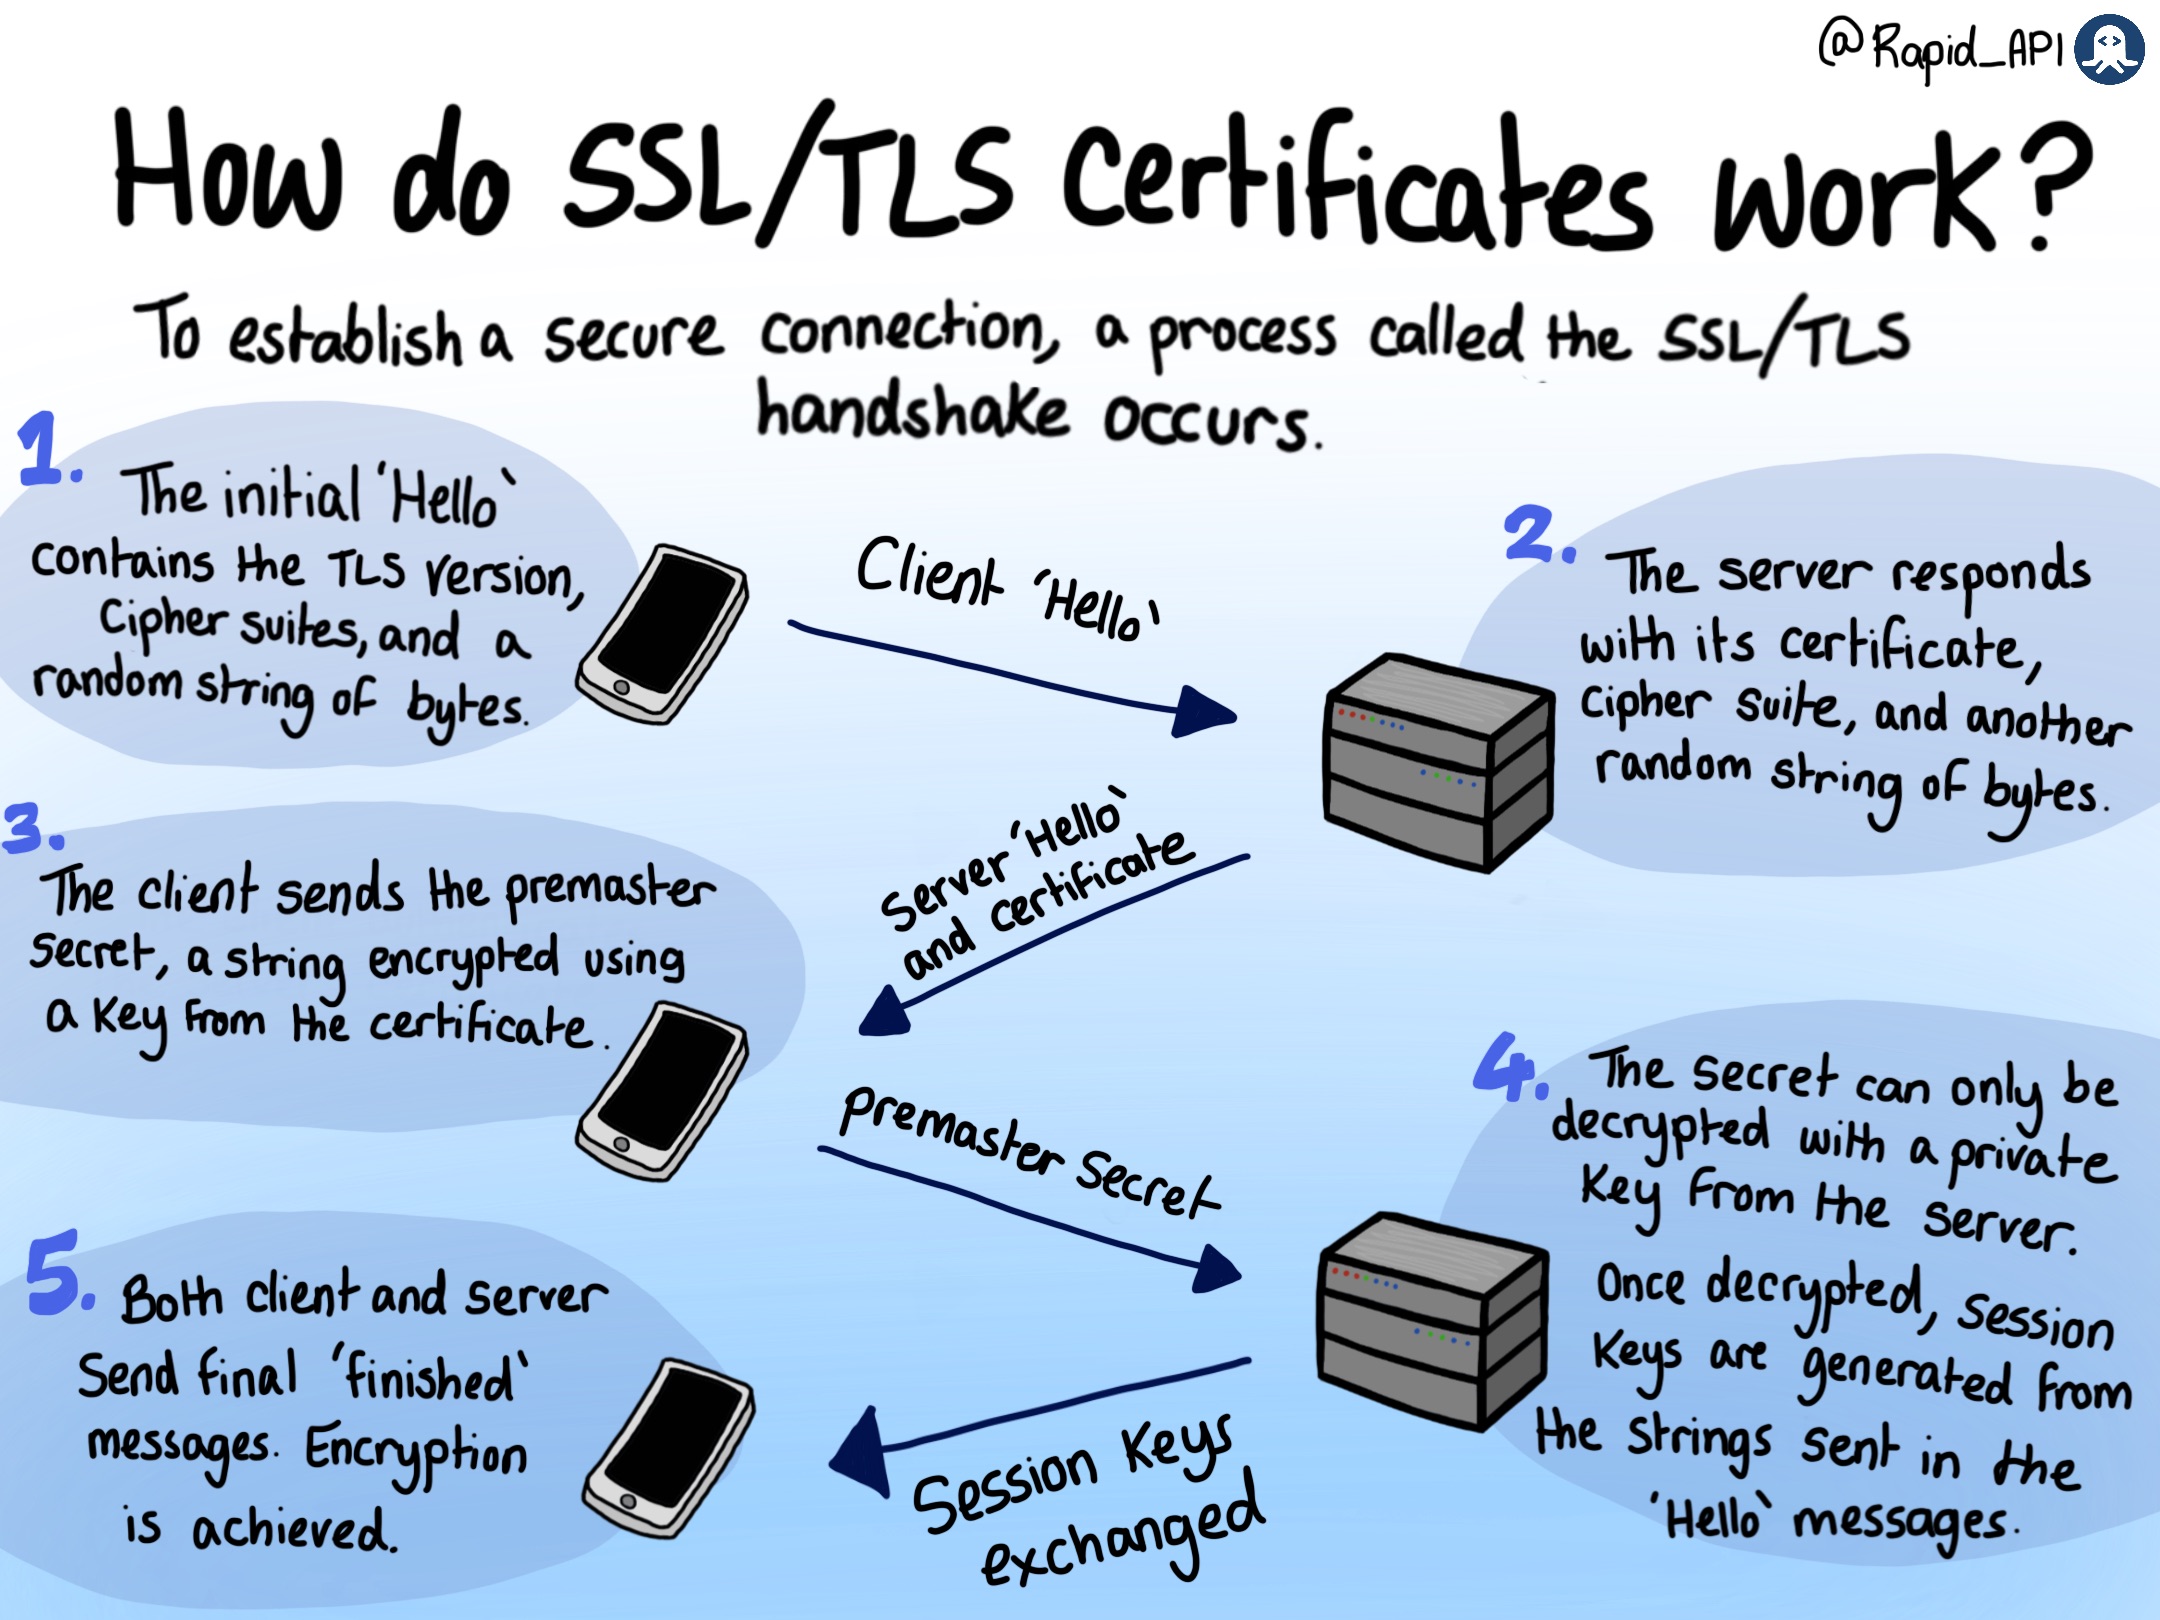 @Rapid_API
How do SSL/TLS certificates work?
To establish a secure connection, a process called the SSL/TLS
handshake occurs.
1.
The initial 'Hello`
contains the TLS version,
Cipher suites, and a
random string of bytes.
Client 'Hello`
2.
The server responds
with its certificate,
Cipher suite, and another
random string of bytes.
Server 'Hello`
and certificate
3.
The client sends the premaster
Secret, a string encrypted using
a key from the certificate.
Premaster Secret
4.
The secret can only be
decrypted with a private
key from the server.
Once decrypted, session
keys are generated from
the strings sent in the
'Hello` messages.
Session keys
exchanged
5.
Both client and server
Send final 'finished`
messages. Encryption
is achieved.